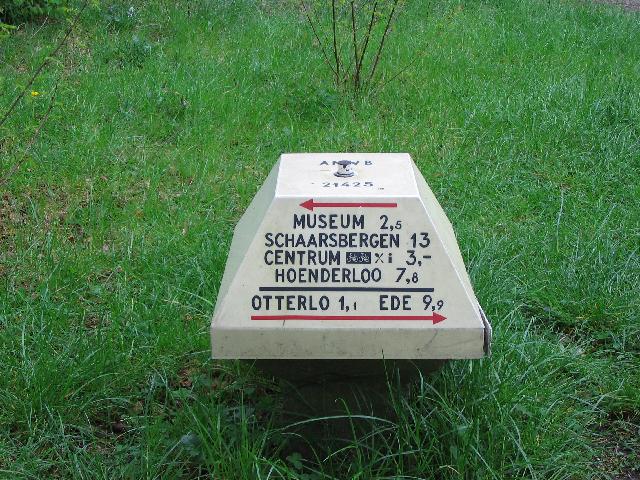 ANWB
21425
MUSEUM 2,5
SCHAARSBERGEN 13
CENTRUM i 3,-
HOENDERLOO 7,8
OTTERLO 1,1 EDE 9,9